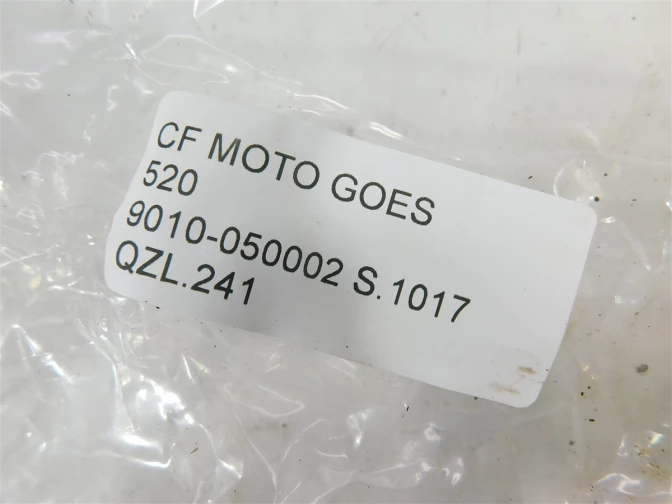 CF MOTO GOES
520
9010-050002 S.1017
QZL.241